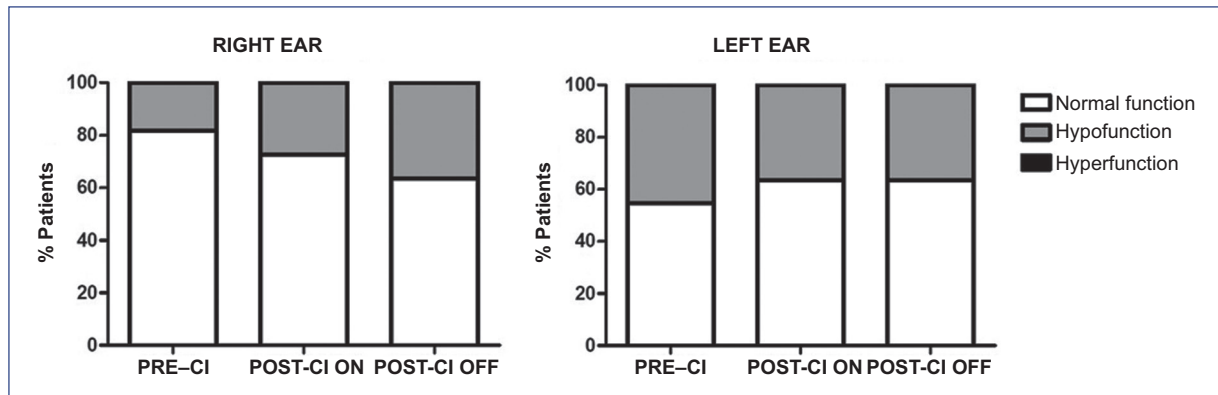 RIGHT EAR
% Patients
100
80
60
40
20
0
PRE–CI POST-CI ON POST-CI OFF
LEFT EAR
% Patients
100
80
60
40
20
0
PRE–CI POST-CI ON POST-CI OFF
Normal function
Hypofunction
Hyperfunction